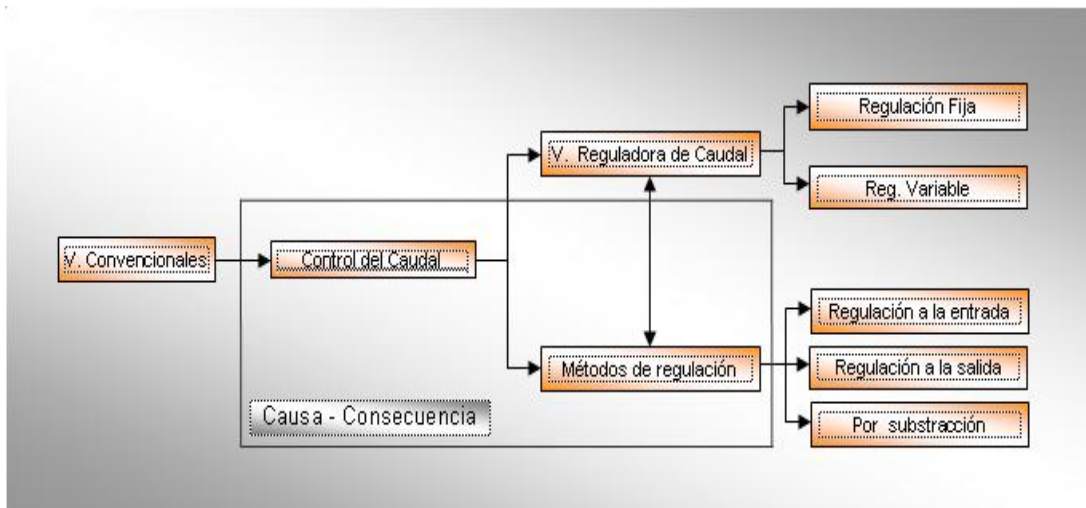 Regulación Fija
V. Reguladora de Caudal
Reg. Variable
V. Convencionales
Control del Caudal
Regulación a la entrada
Métodos de regulación
Regulación a la salida
Causa - Consecuencia
Por substracción